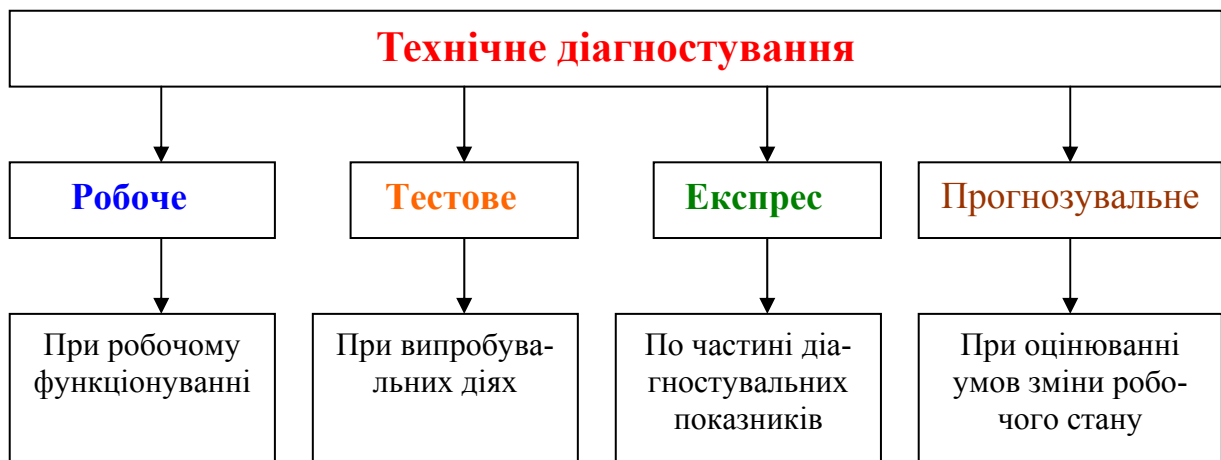 Технічне діагностування
Робоче
Тестове
Експрес
Прогнозувальне
При робочому
функціонуванні
При випробува-
льних діях
По частині діа-
гностувальних
показників
При оцінюванні
умов зміни робо-
чого стану